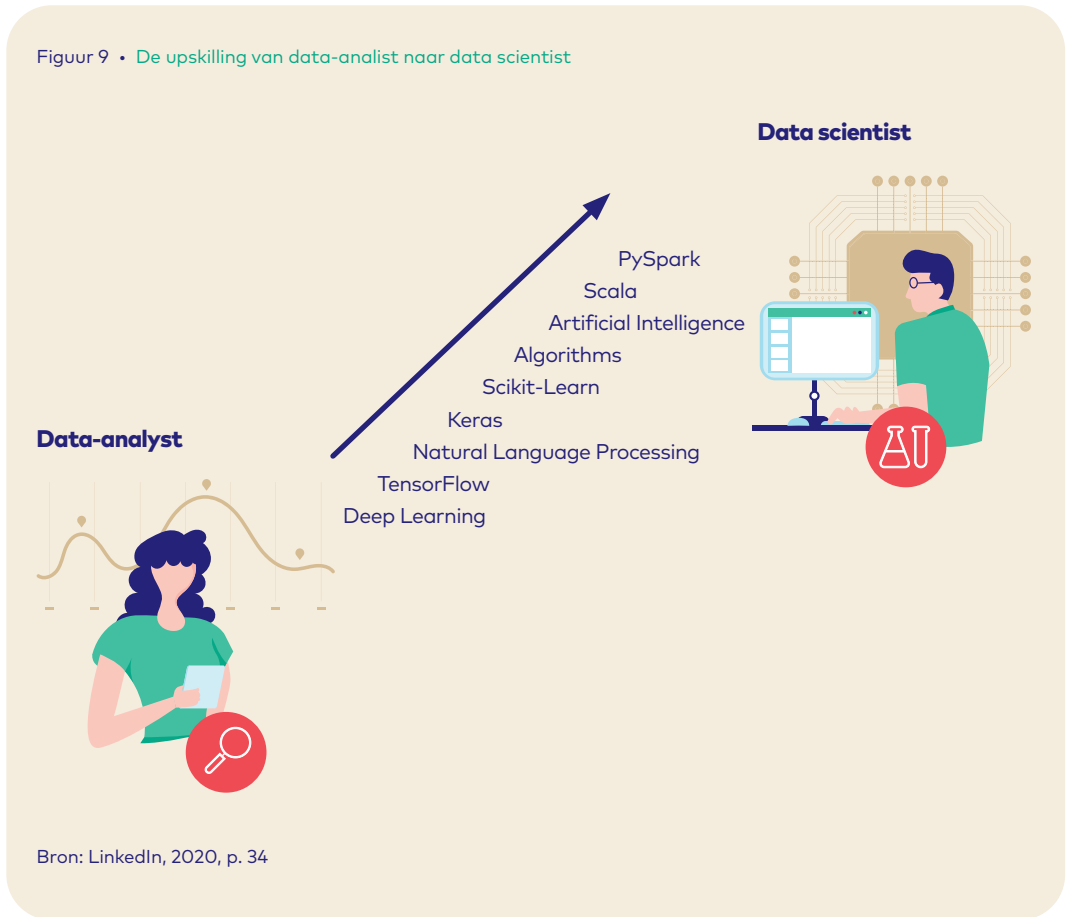 Figuur 9 • De upskilling van data-analist naar data scientist
Data scientist
PySpark
Scala
Artificial Intelligence
Algorithms
Scikit-Learn
Keras
Data-analyst
Natural Language Processing
TensorFlow
Deep Learning
Bron: LinkedIn, 2020, p. 34